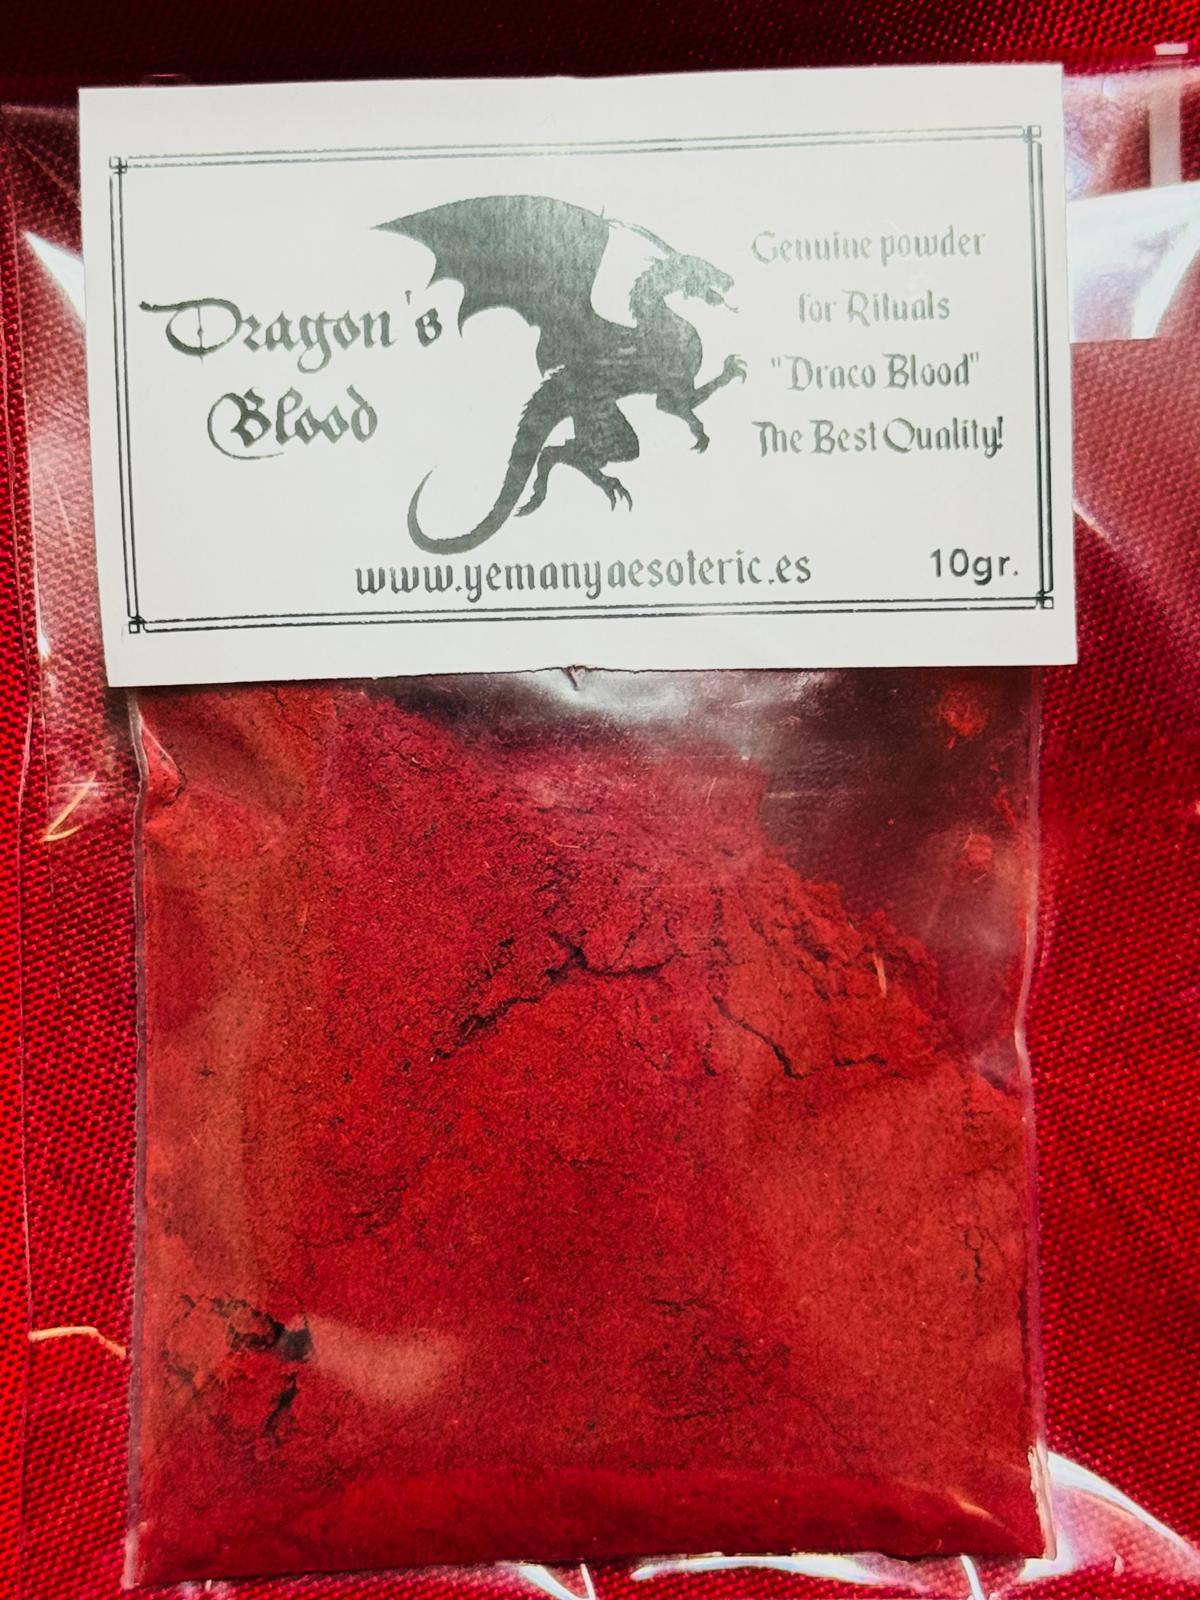 Dragon's
Blood
Genuine powder
for Rituals
"Draco Blood"
The Best Quality!
www.yemanyaesoteric.es
10gr.